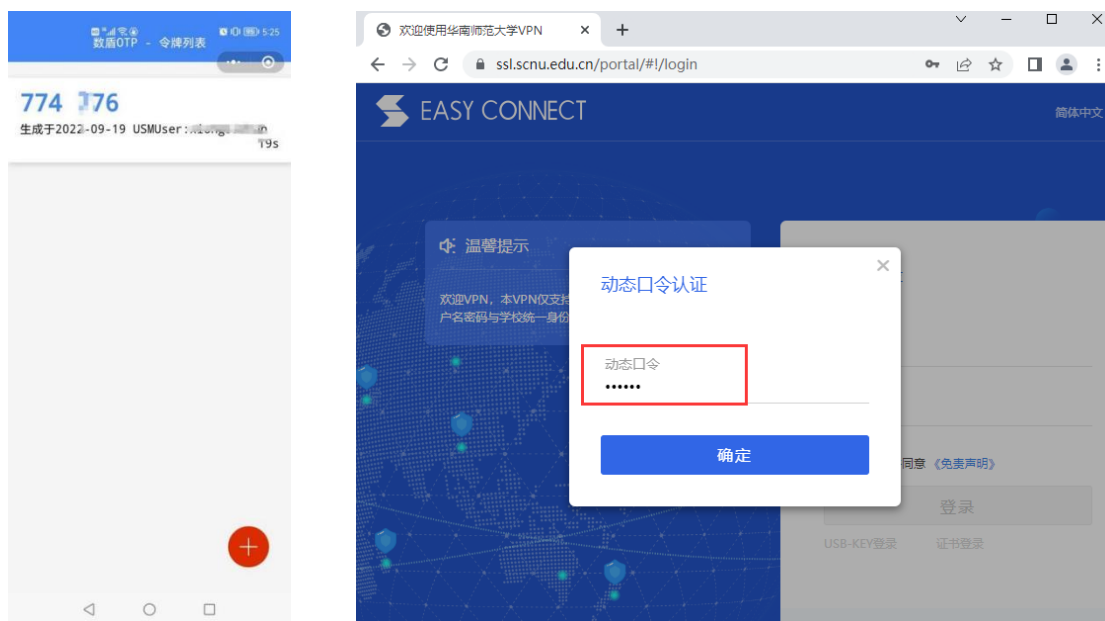 5:25
数盾OTP - 令牌列表
774 76
生成于2022-09-19 USMUser:
T9s
欢迎使用华南师范大学VPN
ssl.scnu.edu.cn/portal/#!/login
EASY CONNECT
简体中文
温馨提示
欢迎VPN，本VPN仅支持
户名密码与学校统一身份
动态口令认证
动态口令
••••••
确定
同意《免责声明》
登录
USB-KEY登录 证书登录